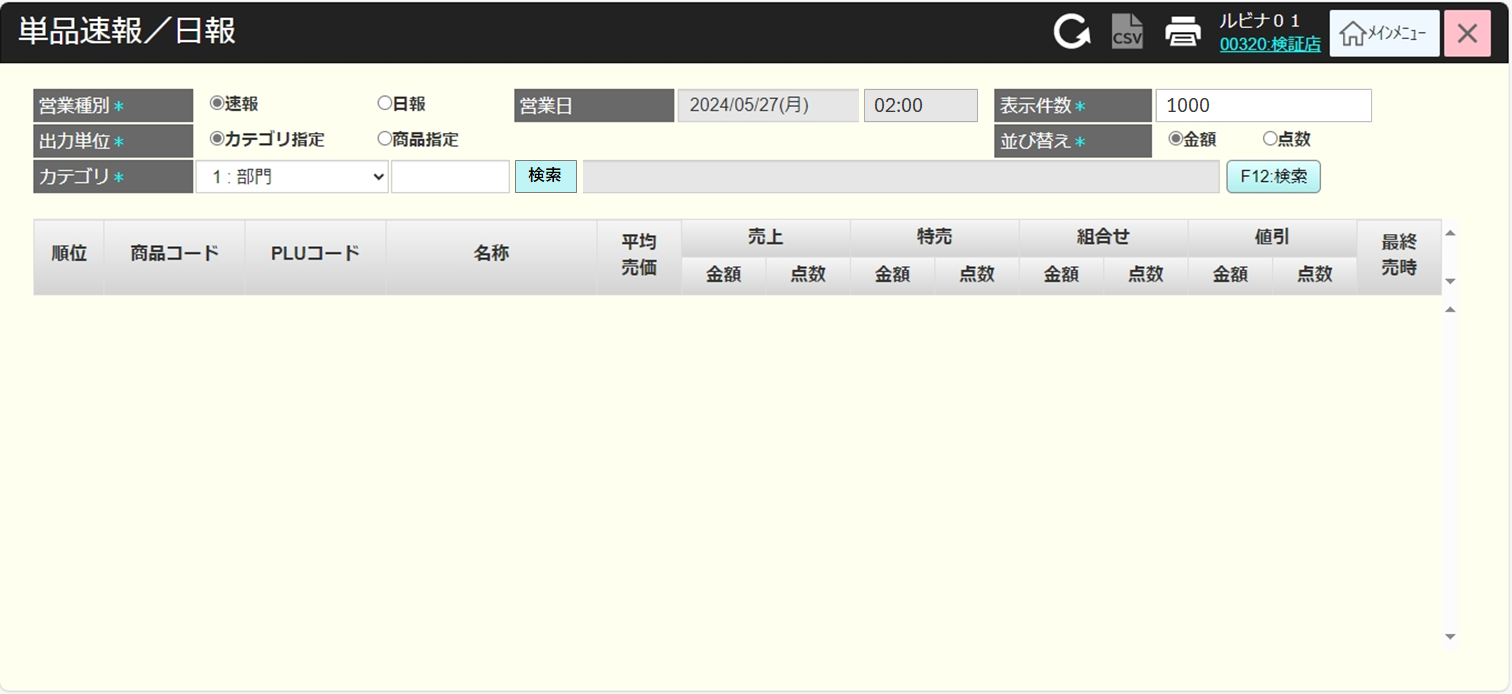 単品速報／日報
CSV
ルビナ０１
00320:検証店
ﾒｲﾝﾒﾆｭｰ
営業種別＊ 速報 日報 営業日 2024/05/27(月) 02:00 表示件数＊ 1000
出力単位＊ カテゴリ指定 商品指定 並び替え＊ 金額 点数
カテゴリ＊ 1 : 部門 検索 F12:検索
順位 商品コード PLUコード 名称 平均売価 売上 特売 組合せ 値引 最終売時
金額 点数 金額 点数 金額 点数 金額 点数